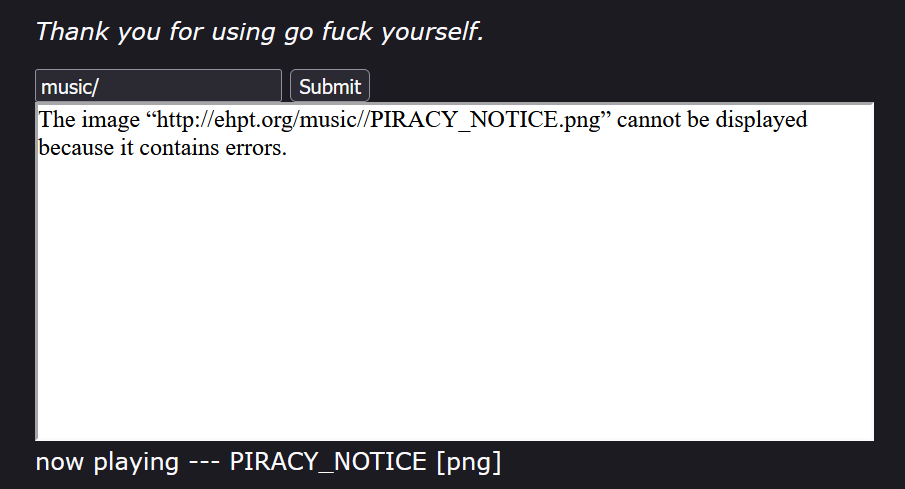 Thank you for using go fuck yourself.
music/ Submit
The image “http://ehpt.org/music//PIRACY_NOTICE.png” cannot be displayed
because it contains errors.
now playing --- PIRACY_NOTICE [png]